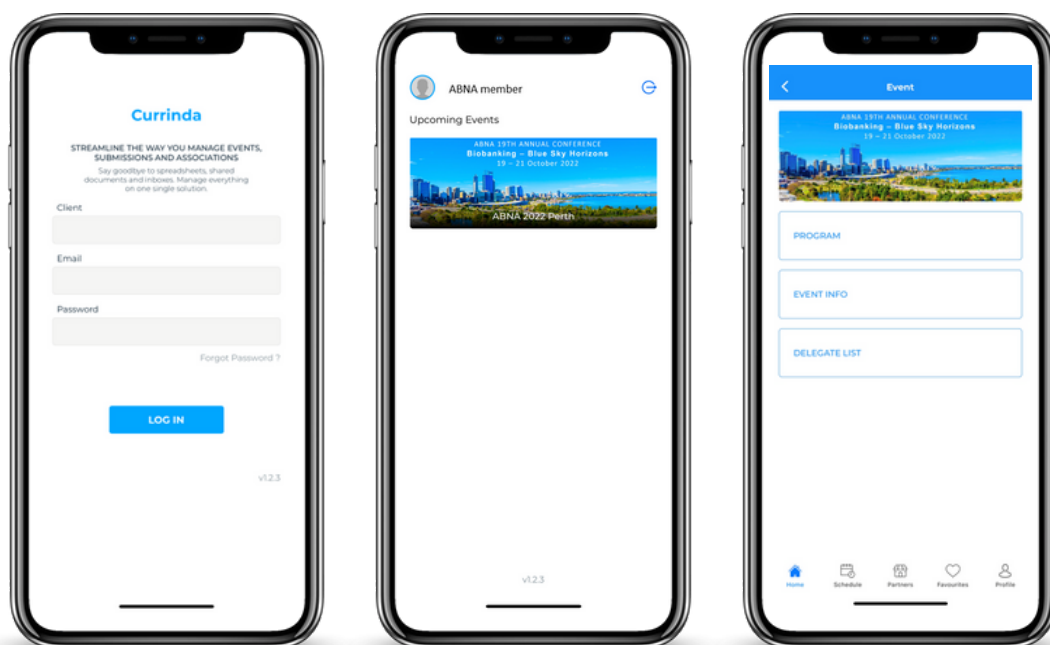 Currinda
STREAMLINE THE WAY YOU MANAGE EVENTS,
SUBMISSIONS AND ASSOCIATIONS
Say goodbye to spreadsheets, shared
documents and inboxes. Manage everything
on one single solution.
Client
Email
Password
Forgot Password ?
LOG IN
v1.2.3
ABNA member
Upcoming Events
ABNA 19TH ANNUAL CONFERENCE
Biobanking – Blue Sky Horizons
19 – 21 October 2022
ABNA 2022 Perth
v1.2.3
Event
ABNA 19TH ANNUAL CONFERENCE
Biobanking – Blue Sky Horizons
19 – 21 October 2022
PROGRAM
EVENT INFO
DELEGATE LIST
Home Schedule Partners Favourites Profile